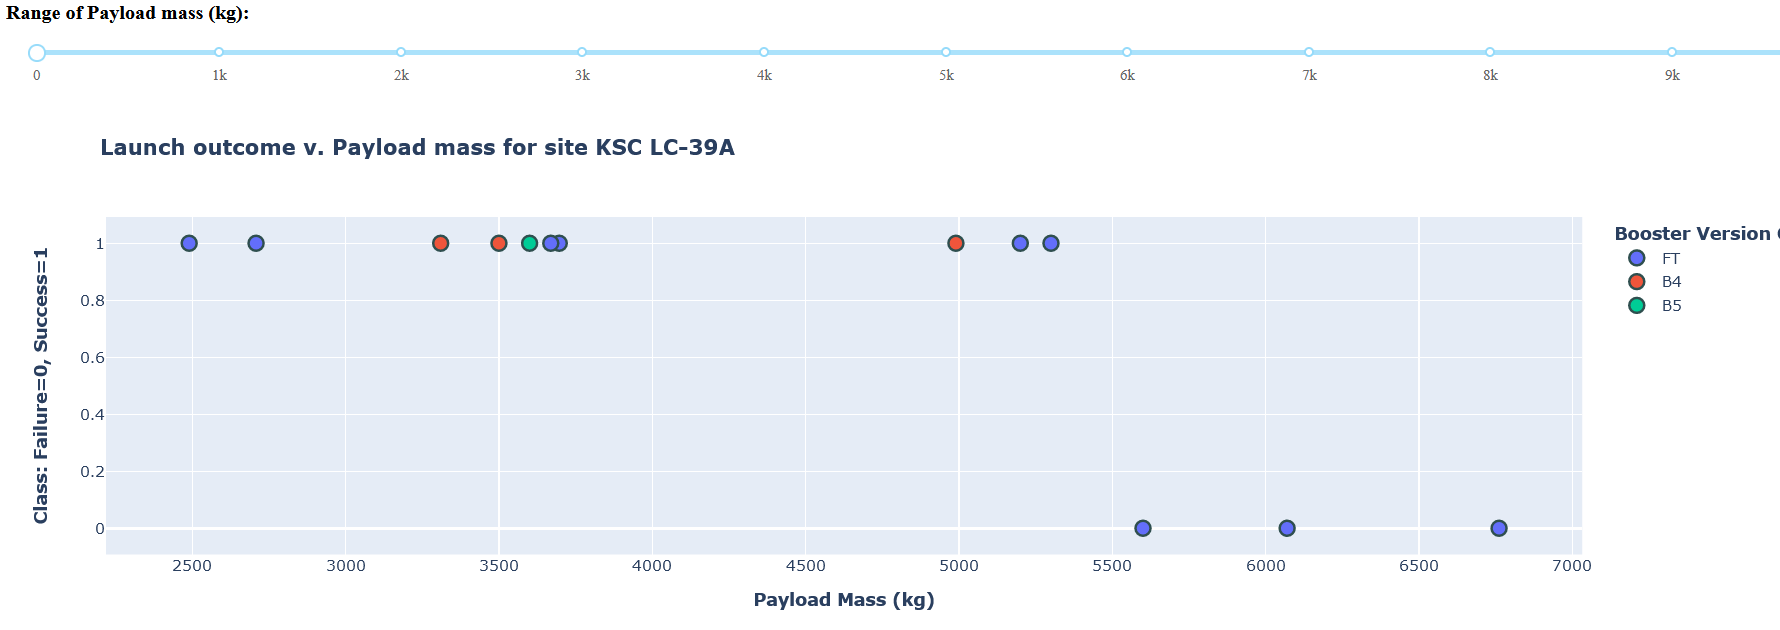 Range of Payload mass (kg):
0 1k 2k 3k 4k 5k 6k 7k 8k 9k
Launch outcome v. Payload mass for site KSC LC-39A
Class: Failure=0, Success=1
1
0.8
0.6
0.4
0.2
0
2500 3000 3500 4000 4500 5000 5500 6000 6500 7000
Payload Mass (kg)
Booster Version
FT
B4
B5